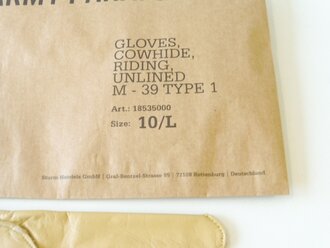 GLOVES,
COWHIDE,
RIDING,
UNLINED
M - 39 TYPE 1
Art.: 18535000
Size: 10/L
Sturm Handels GmbH | Graf-Benzel-Strasse 95 | 72108 Rottenburg | Deutschland